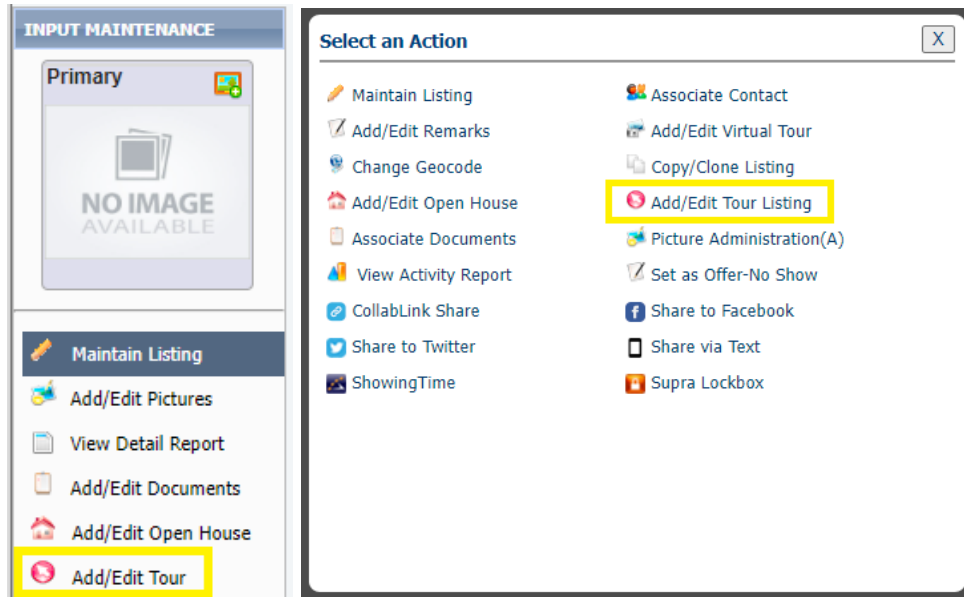 INPUT MAINTENANCE
Primary
NO IMAGE
AVAILABLE
Maintain Listing
Add/Edit Pictures
View Detail Report
Add/Edit Documents
Add/Edit Open House
Add/Edit Tour
Select an Action
X
Maintain Listing
Add/Edit Remarks
Change Geocode
Add/Edit Open House
Associate Documents
View Activity Report
CollabLink Share
Share to Twitter
ShowingTime
Associate Contact
Add/Edit Virtual Tour
Copy/Clone Listing
Add/Edit Tour Listing
Picture Administration(A)
Set as Offer-No Show
Share to Facebook
Share via Text
Supra Lockbox